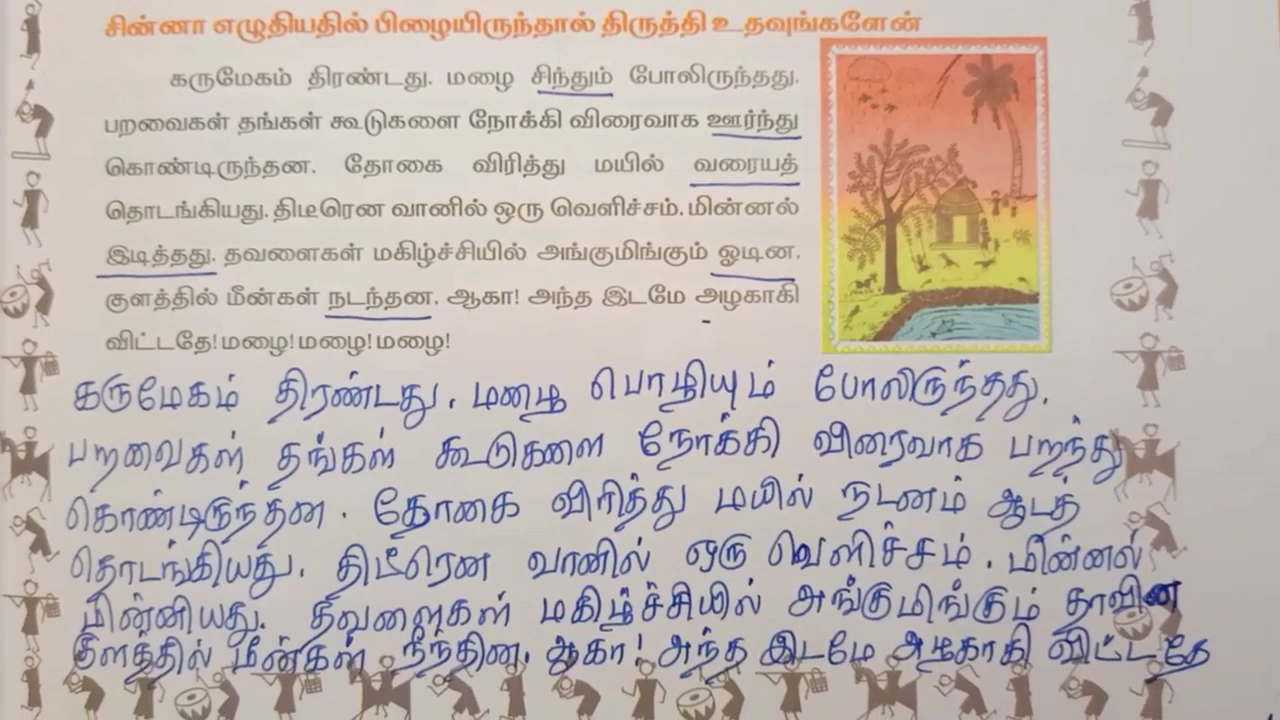 சின்னா எழுதியதில் பிழையிருந்தால் திருத்தி உதவுங்களேன்
கருமேகம் திரண்டது. மழை சிந்தும் போலிருந்தது.
பறவைகள் தங்கள் கூடுகளை நோக்கி விரைவாக ஊர்ந்து
கொண்டிருந்தன. தோகை விரித்து மயில் வரையத்
தொடங்கியது. திடீரென வானில் ஒரு வெளிச்சம். மின்னல்
இடித்தது. தவளைகள் மகிழ்ச்சியில் அங்குமிங்கும் ஓடின.
குளத்தில் மீன்கள் நடந்தன. ஆகா! அந்த இடமே அழகாகி
விட்டதே! மழை! மழை! மழை!
கருமேகம் திரண்டது. மழை பொழியும் போலிருந்தது.
பறவைகள் தங்கள் கூடுகளை நோக்கி விரைவாக பறந்து
கொண்டிருந்தன. தோகை விரித்து மயில் நடனம் ஆடத்
தொடங்கியது. திடீரென வானில் ஒரு வெளிச்சம். மின்னல்
மின்னியது. தவளைகள் மகிழ்ச்சியில் அங்குமிங்கும் தாவின
குளத்தில் மீன்கள் நீந்தின. ஆகா! அந்த இடமே அழகாகி விட்டதே